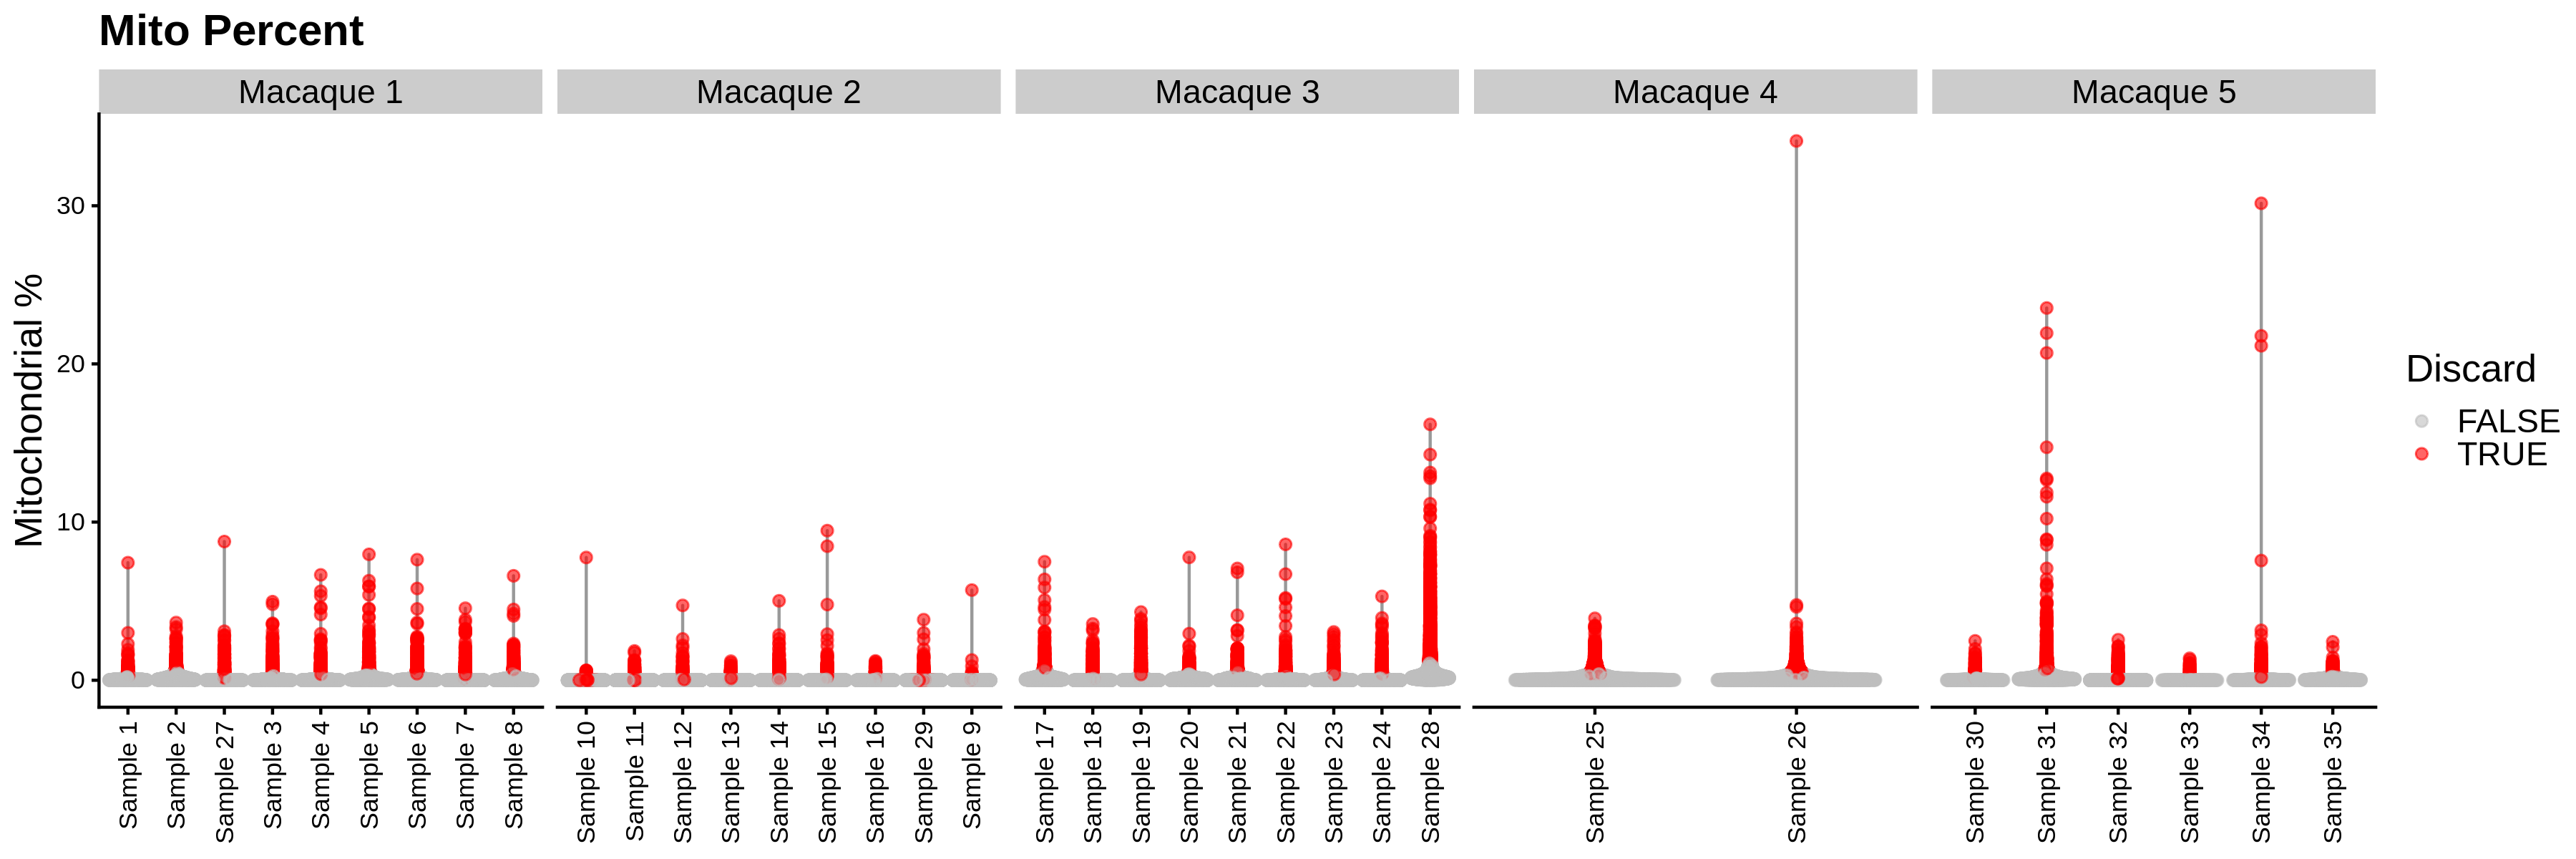 Mito Percent
Macaque 1 Macaque 2 Macaque 3 Macaque 4 Macaque 5
Mitochondrial %
30
20
10
0
Discard
FALSE
TRUE
Sample 1
Sample 2
Sample 27
Sample 3
Sample 4
Sample 5
Sample 6
Sample 7
Sample 8
Sample 10
Sample 11
Sample 12
Sample 13
Sample 14
Sample 15
Sample 16
Sample 29
Sample 9
Sample 17
Sample 18
Sample 19
Sample 20
Sample 21
Sample 22
Sample 23
Sample 24
Sample 28
Sample 25
Sample 26
Sample 30
Sample 31
Sample 32
Sample 33
Sample 34
Sample 35